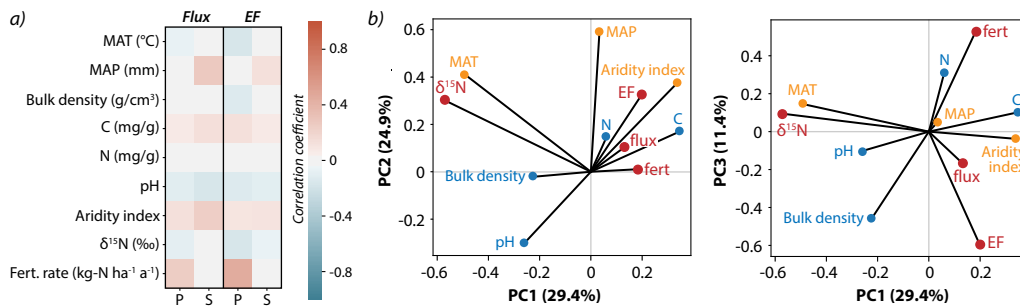 a)
Flux EF
MAT (°C)
MAP (mm)
Bulk density (g/cm³)
C (mg/g)
N (mg/g)
pH
Aridity index
δ¹⁵N (‰)
Fert. rate (kg-N ha⁻¹ a⁻¹)
P S P S
0.8
0.4
0
-0.4
-0.8
Correlation coefficient
b)
PC2 (24.9%)
0.6
0.4
0.2
0
-0.2
-0.6 -0.4 -0.2 0 0.2
PC1 (29.4%)
MAP
MAT
Aridity index
δ¹⁵N
EF
N
C
flux
Bulk density
fert
pH
PC3 (11.4%)
0.4
0.2
0
-0.2
-0.4
-0.6
-0.6 -0.4 -0.2 0 0.2
PC1 (29.4%)
fert
N
MAT
C
MAP
δ¹⁵N
pH
Aridity
index
flux
Bulk density
EF